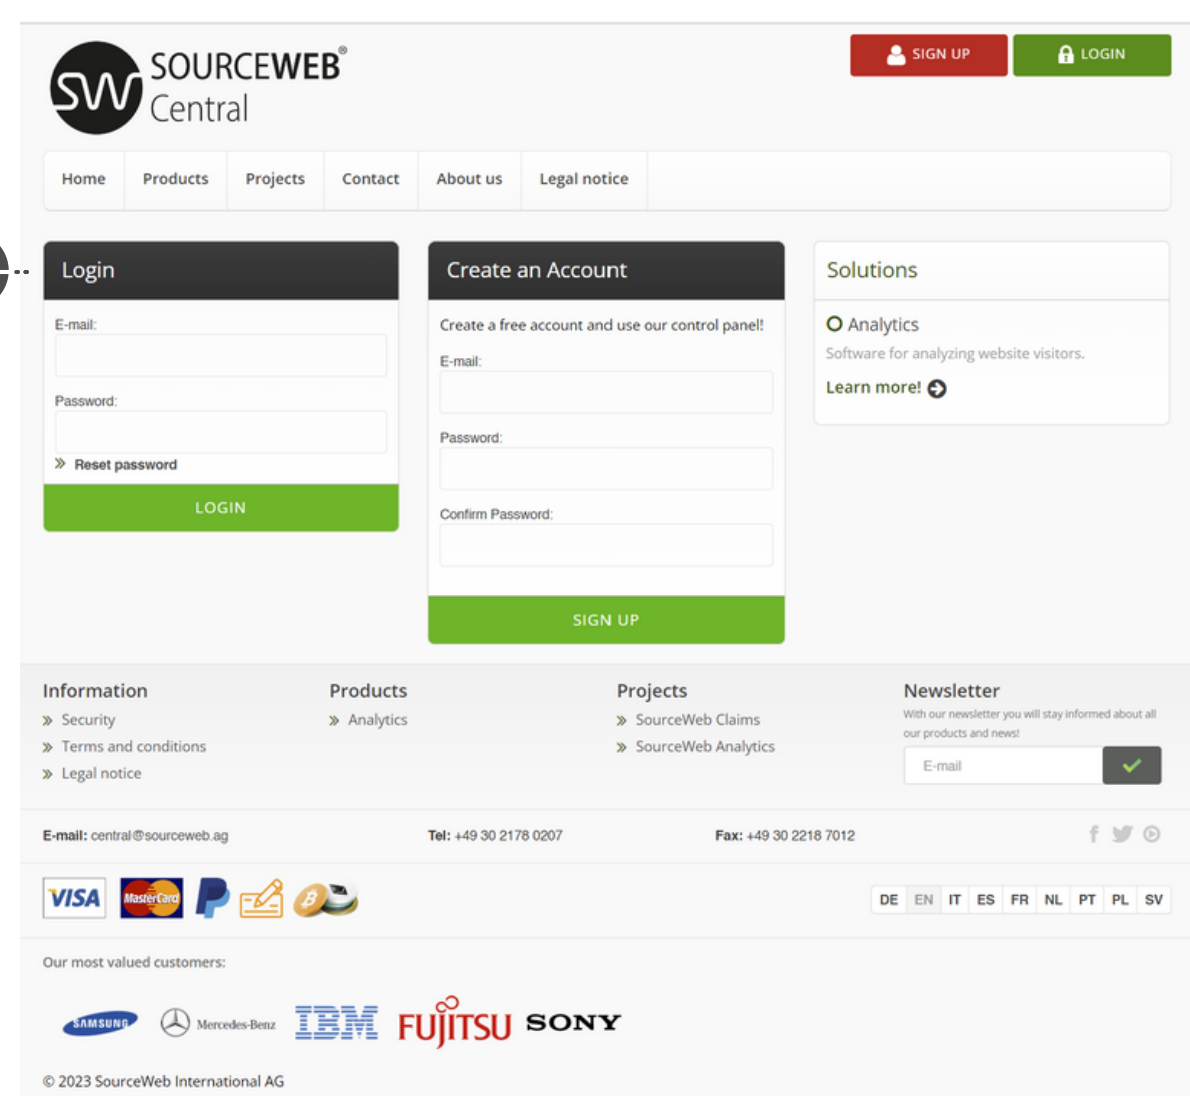 SW SOURCEWEB®
Central
SIGN UP
LOGIN
Home Products Projects Contact About us Legal notice
Login
E-mail:
Password:
Reset password
LOGIN
Create an Account
Create a free account and use our control panel!
E-mail:
Password:
Confirm Password:
SIGN UP
Solutions
Analytics
Software for analyzing website visitors.
Learn more!
Information
» Security
» Terms and conditions
» Legal notice
Products
» Analytics
Projects
» SourceWeb Claims
» SourceWeb Analytics
Newsletter
With our newsletter you will stay informed about all
our products and news!
E-mail
E-mail: central@sourceweb.ag
Tel: +49 30 2178 0207
Fax: +49 30 2218 7012
VISA MasterCard
DE EN IT ES FR NL PT PL SV
Our most valued customers:
SAMSUNG Mercedes-Benz IBM FUJITSU SONY
© 2023 SourceWeb International AG